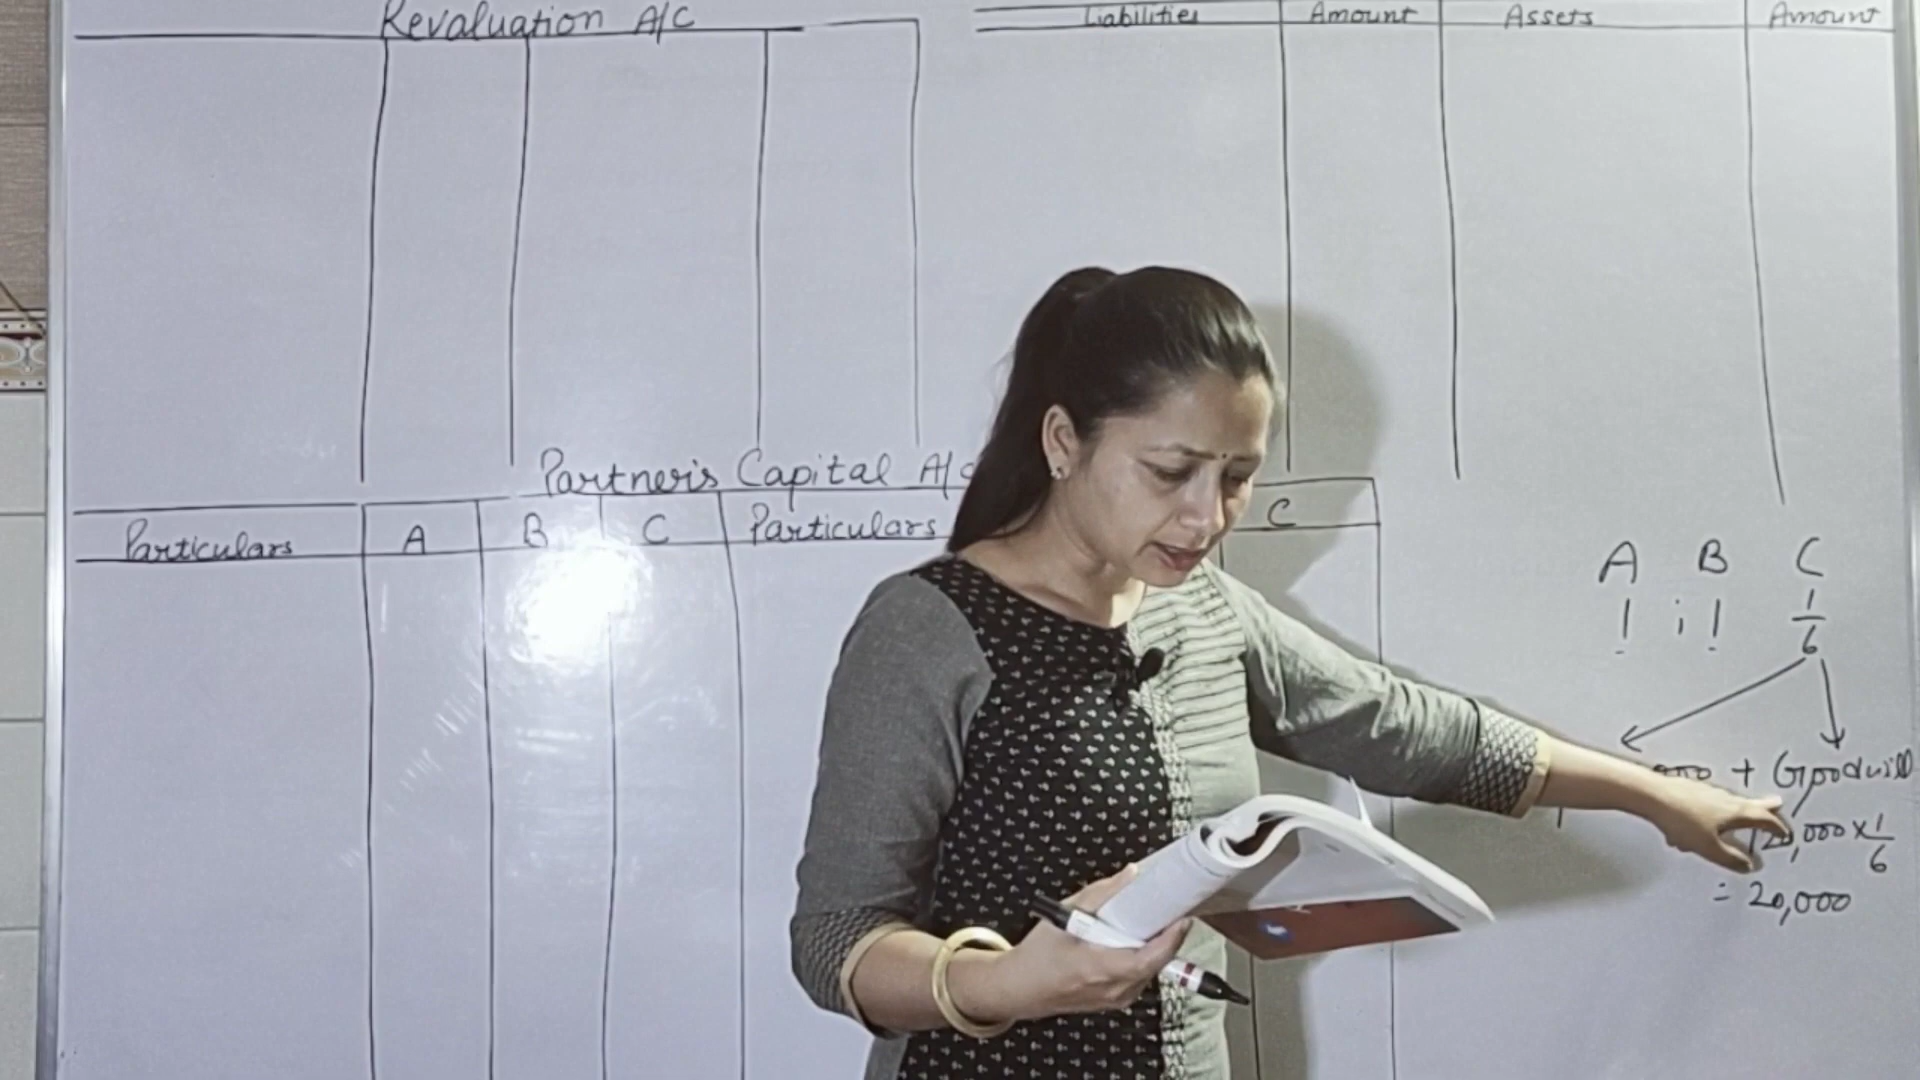 Revaluation A/C
Liabilities Amount Assets Amount
Partner's Capital A/C
Particulars A B C Particulars C
A B C
1 : 1 1/6
+ Goodwill
120,000 × 1/6
= 20,000